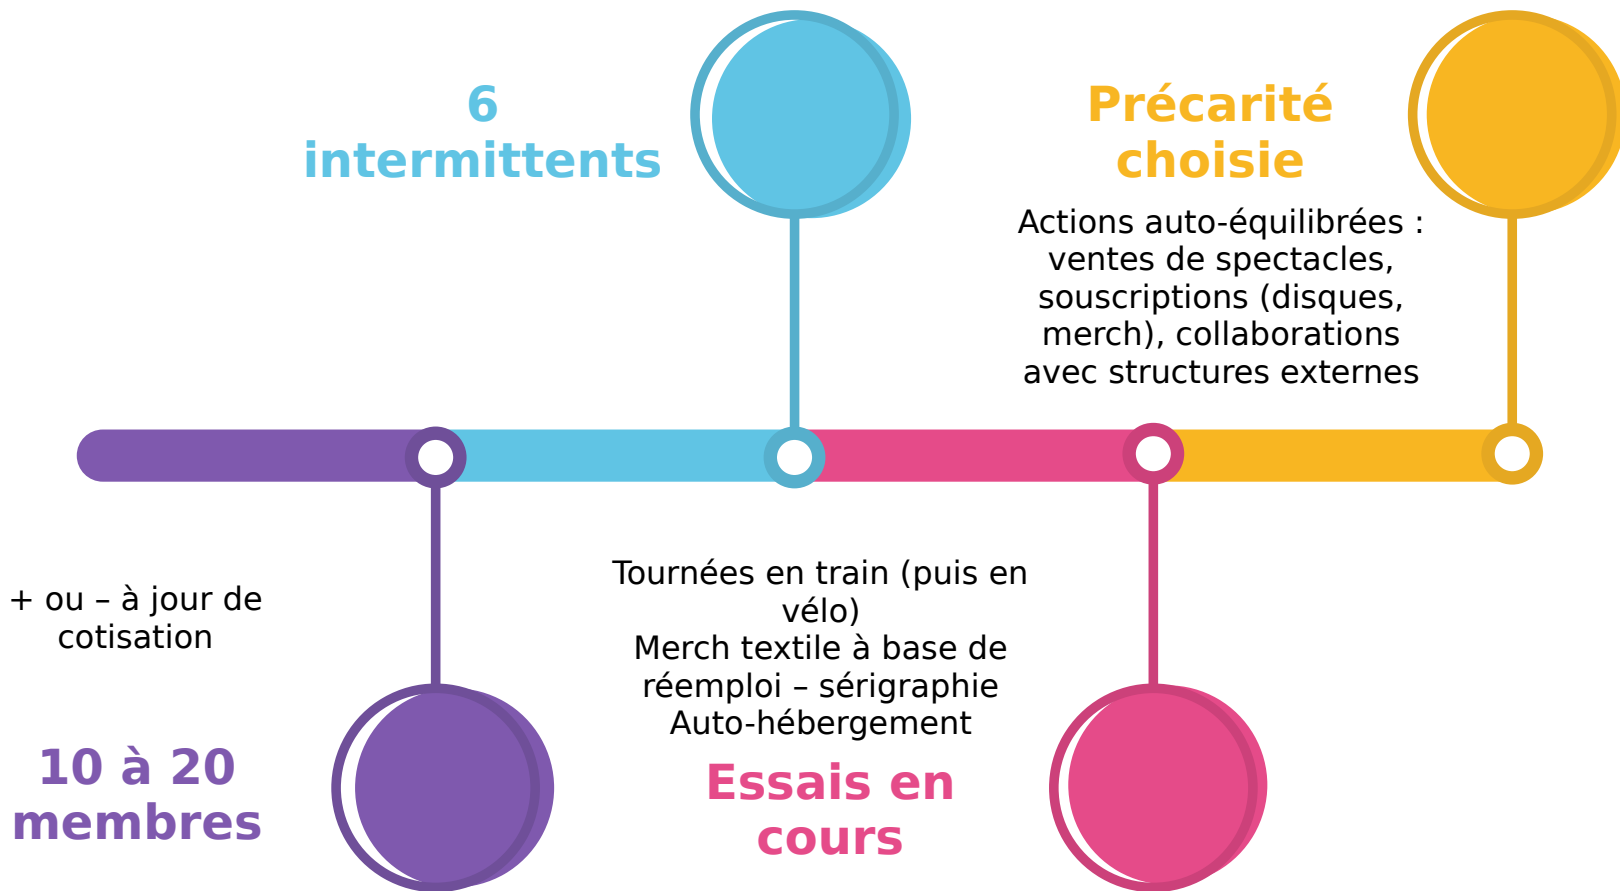 6
intermittents
Précarité
choisie
Actions auto-équilibrées :
ventes de spectacles,
souscriptions (disques,
merch), collaborations
avec structures externes
+ ou – à jour de
cotisation
10 à 20
membres
Tournées en train (puis en
vélo)
Merch textile à base de
réemploi – sérigraphie
Auto-hébergement
Essais en
cours